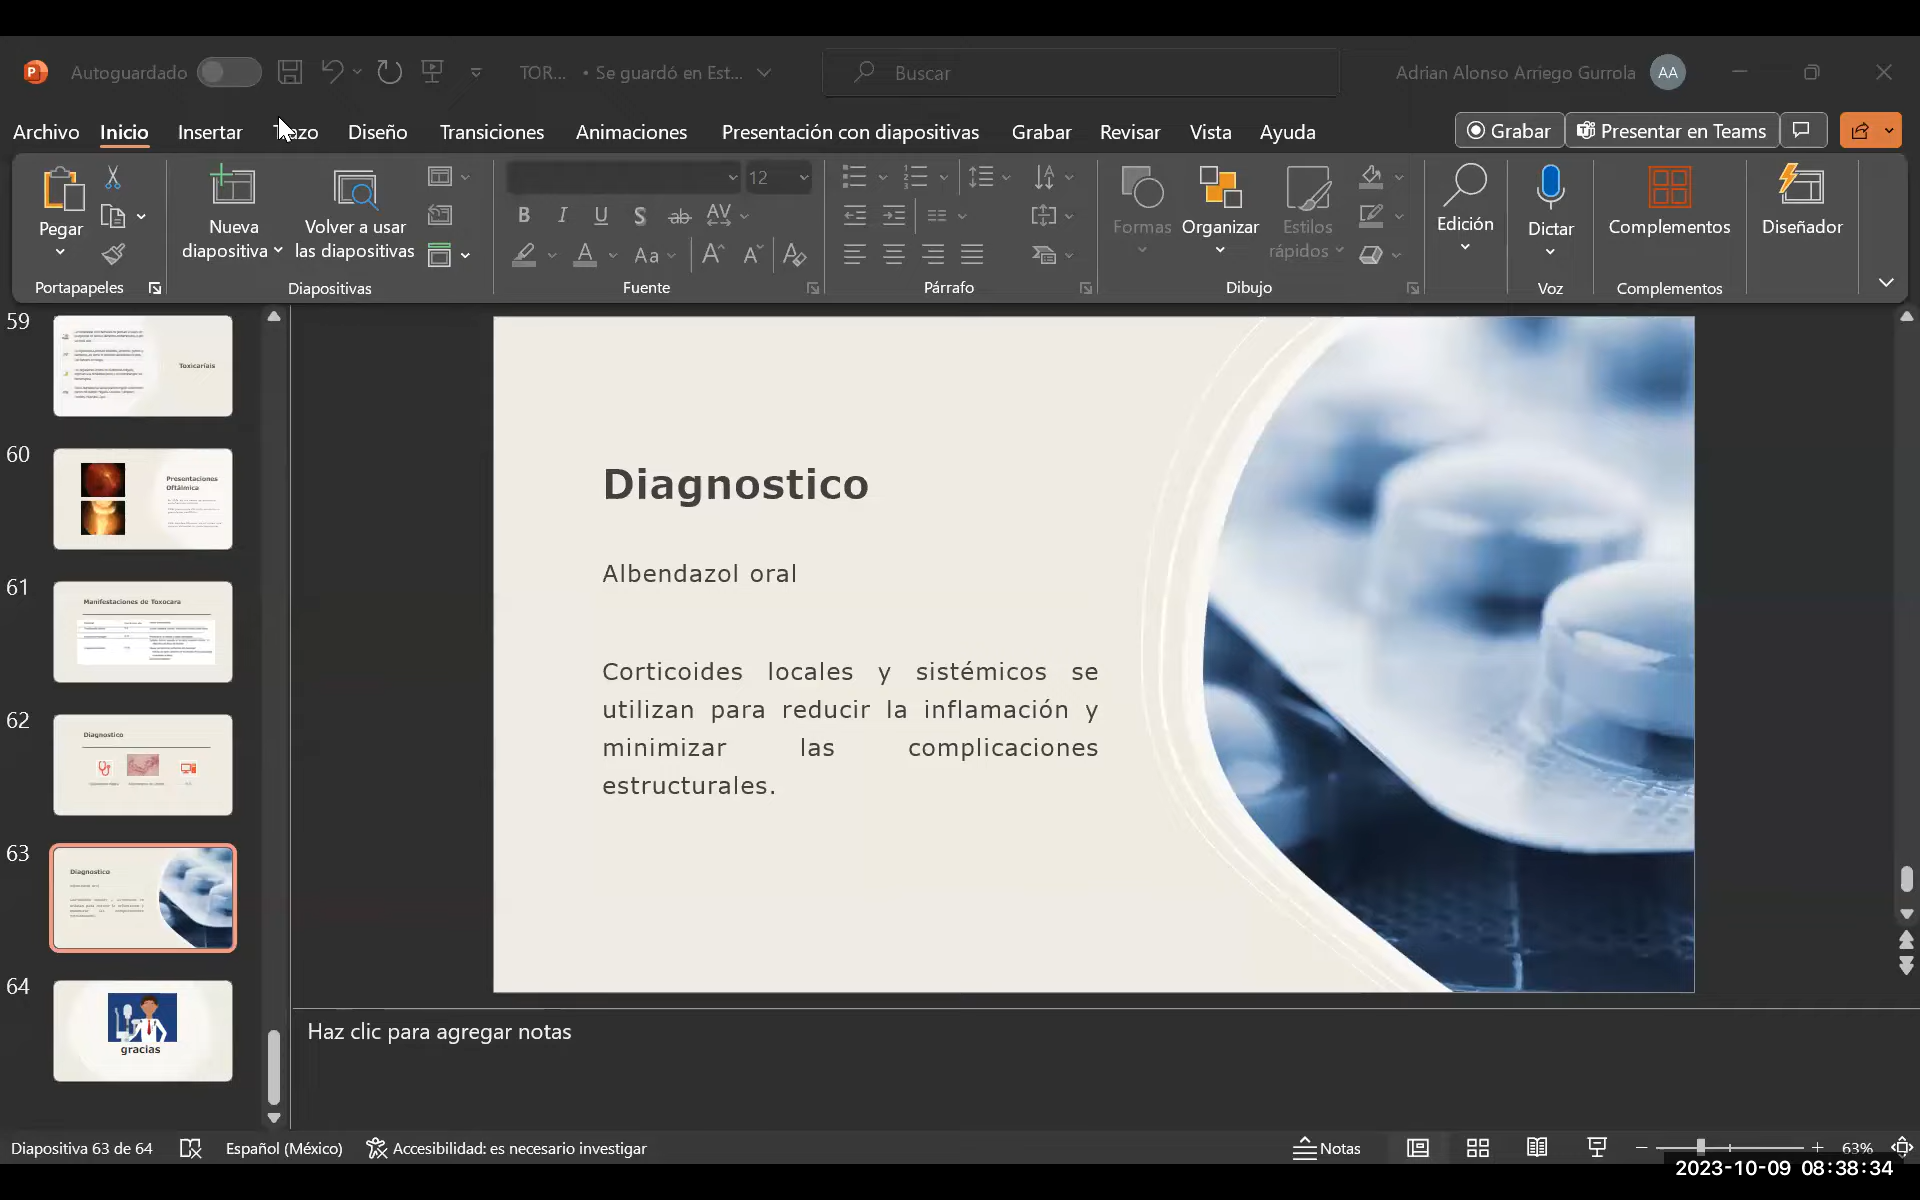 Autoguardado
TOR... • Se guardó en Est...
Buscar
Adrian Alonso Arriego Gurrola
AA
Archivo Inicio Insertar Diseño Transiciones Animaciones Presentación con diapositivas Grabar Revisar Vista Ayuda
Grabar
Presentar en Teams
Pegar
Nueva diapositiva
Volver a usar las diapositivas
12
Formas
Organizar
Estilos rápidos
Edición
Dictar
Complementos
Diseñador
Portapapeles
Diapositivas
Fuente
Párrafo
Dibujo
Voz
Complementos
59
Toxicariais
60
Presentaciones
Oftálmica
61
Manifestaciones de Toxocara
62
Diagnostico
63
Diagnostico
64
gracias
Diagnostico
Albendazol oral
Corticoides locales y sistémicos se
utilizan para reducir la inflamación y
minimizar las complicaciones
estructurales.
Haz clic para agregar notas
Diapositiva 63 de 64
Español (México)
Accesibilidad: es necesario investigar
Notas
63%
2023-10-09 08:38:34